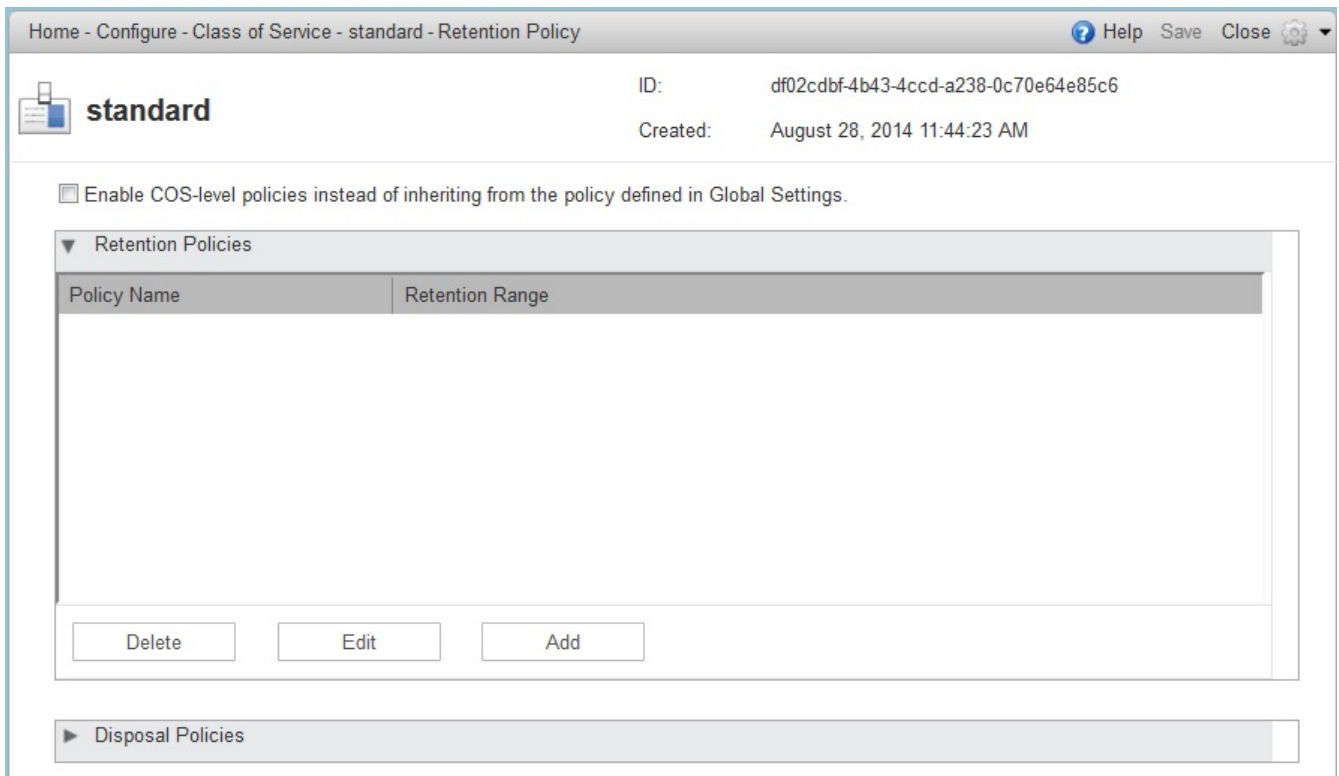 Home - Configure - Class of Service - standard - Retention Policy Help Save Close
standard
ID: df02cdbf-4b43-4ccd-a238-0c70e64e85c6
Created: August 28, 2014 11:44:23 AM
Enable COS-level policies instead of inheriting from the policy defined in Global Settings.
Retention Policies
Policy Name Retention Range
Delete Edit Add
Disposal Policies